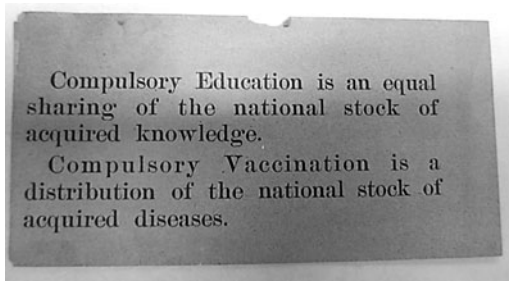 Compulsory Education is an equal
sharing of the national stock of
acquired knowledge.
Compulsory Vaccination is a
distribution of the national stock of
acquired diseases.